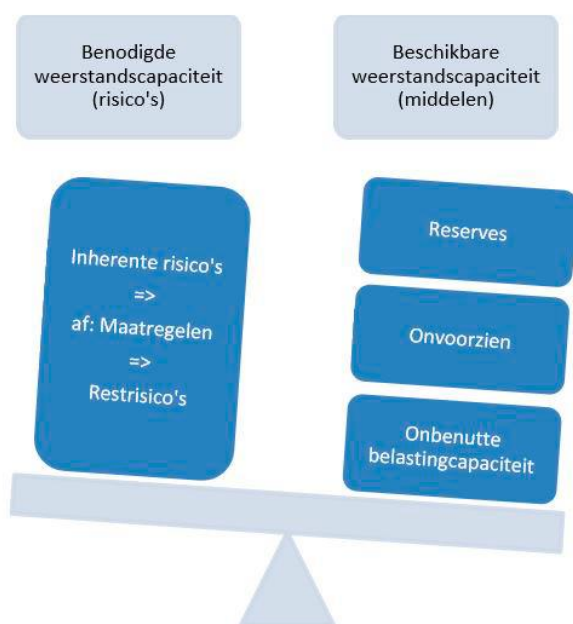 Benodigde
weerstandscapaciteit
(risico's)
Beschikbare
weerstandscapaciteit
(middelen)
Inherente risico's
=>
af: Maatregelen
=>
Restrisico's
Reserves
Onvoorzien
Onbenutte
belastingcapaciteit